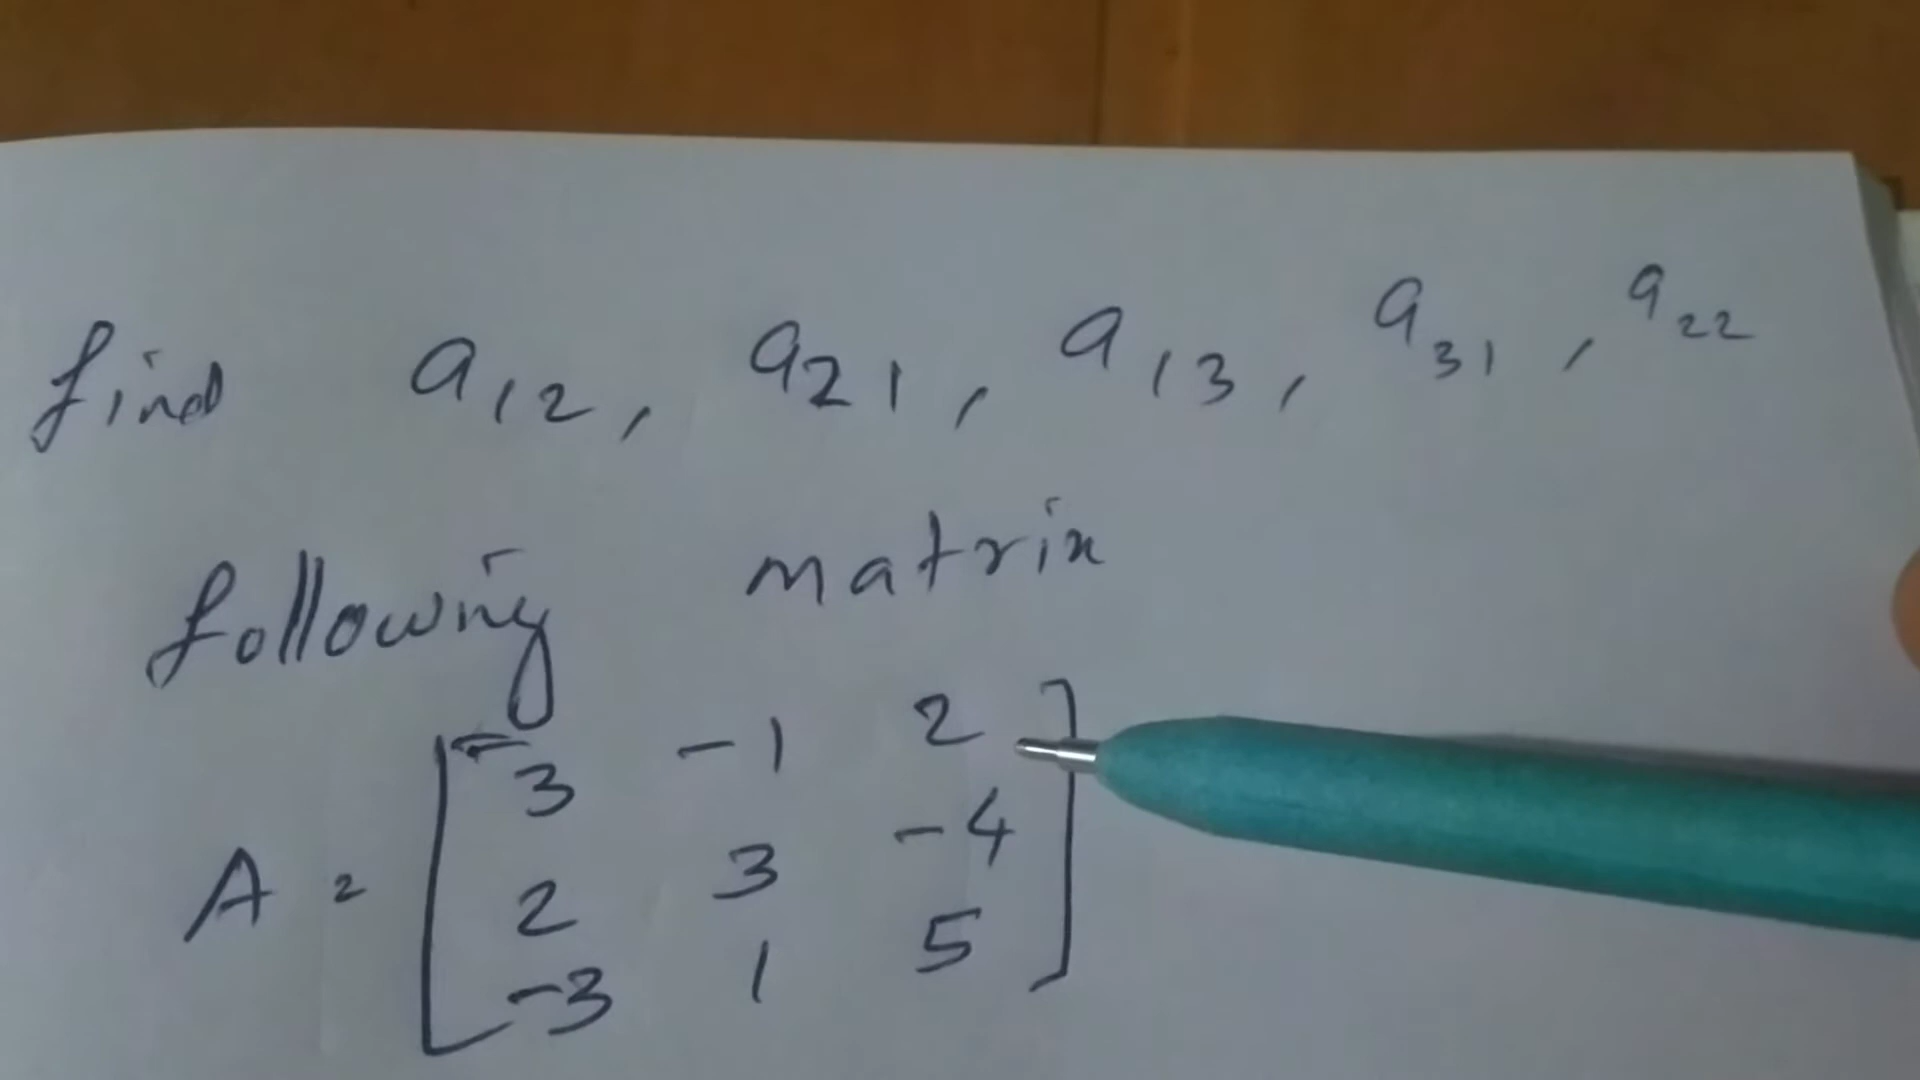 find a12, a21, a13, a31, a22
following matrix
3 -1 2
A = 2 3 -4
-3 1 5